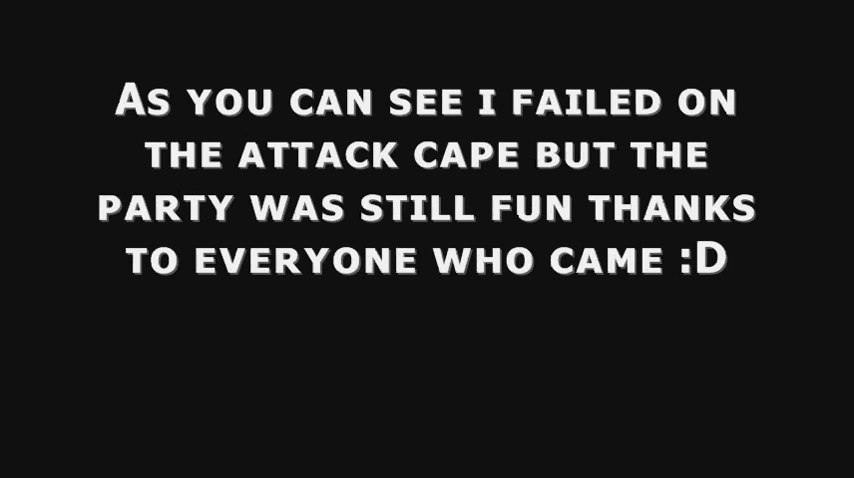 As you can see i failed on
the attack cape but the
party was still fun thanks
to everyone who came :D